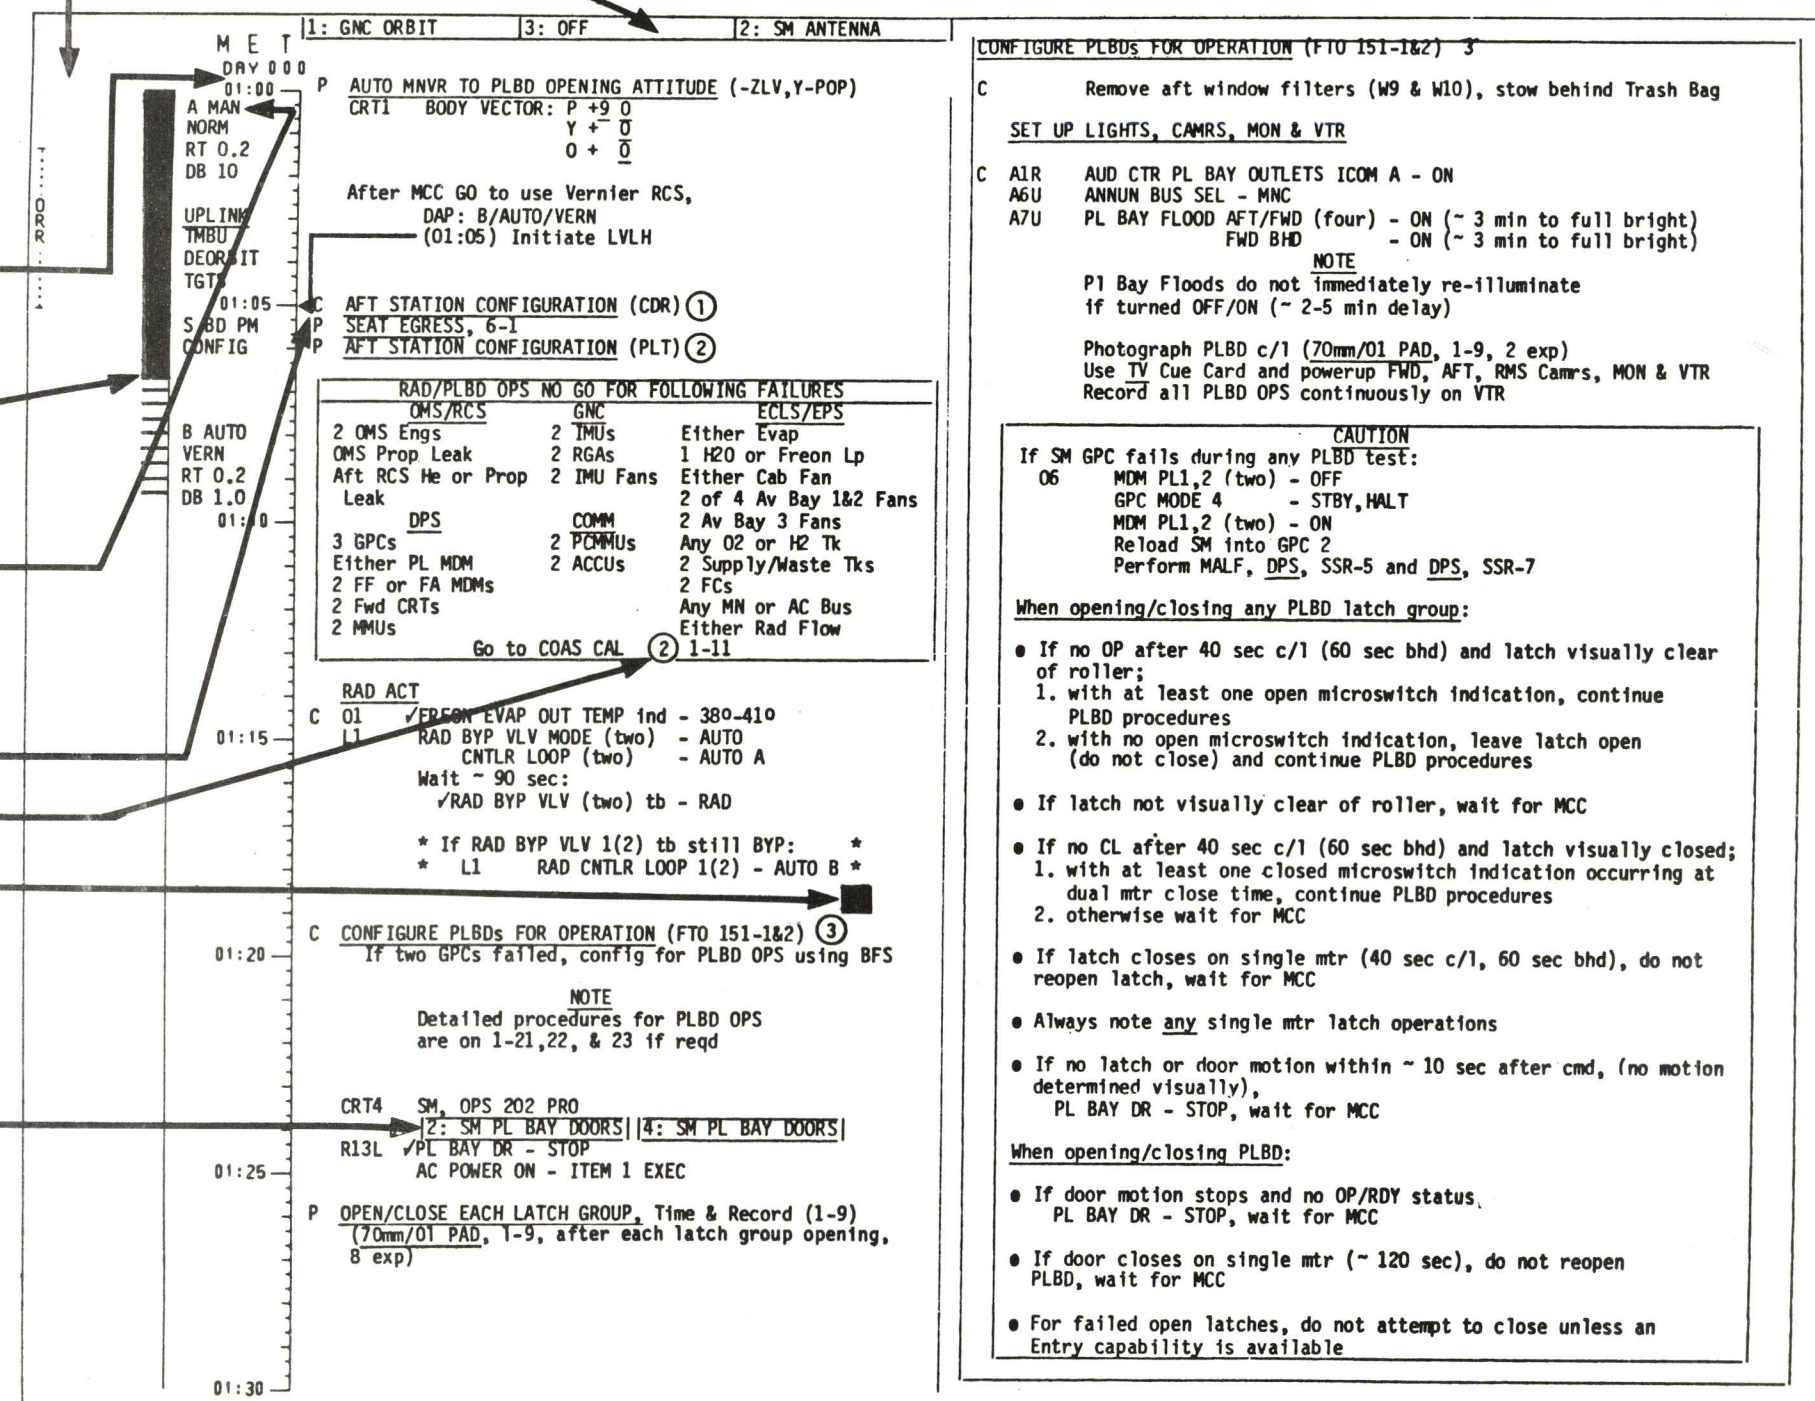 1: GNC ORBIT 3: OFF 2: SM ANTENNA
M E T
DAY 000
01:00
A MAN
NORM
RT 0.2
DB 10
UPLINK
TMBU
DEORBIT
TGTS
01:05
S BD PM
CONFIG
B AUTO
VERN
RT 0.2
DB 1.0
01:10
01:15
01:20
01:25
01:30
ORR
P AUTO MNVR TO PLBD OPENING ATTITUDE (-ZLV,Y-POP)
CRT1 BODY VECTOR: P +9 0
Y + 0
O + 0
After MCC GO to use Vernier RCS,
DAP: B/AUTO/VERN
(01:05) Initiate LVLH
C AFT STATION CONFIGURATION (CDR) 1
P SEAT EGRESS, 6-1
P AFT STATION CONFIGURATION (PLT) 2
RAD/PLBD OPS NO GO FOR FOLLOWING FAILURES
OMS/RCS GNC ECLS/EPS
2 OMS Engs 2 IMUs Either Evap
OMS Prop Leak 2 RGAs 1 H2O or Freon Lp
Aft RCS He or Prop 2 IMU Fans Either Cab Fan
Leak 2 of 4 Av Bay 1&2 Fans
DPS COMM 2 Av Bay 3 Fans
3 GPCs 2 PCMMUs Any O2 or H2 Tk
Either PL MDM 2 ACCUs 2 Supply/Waste Tks
2 FF or FA MDMs 2 FCs
2 Fwd CRTs Any MN or AC Bus
2 MMUs Either Rad Flow
Go to COAS CAL 2 1-11
RAD ACT
C O1 ✓FREON EVAP OUT TEMP ind - 38º-41º
L1 RAD BYP VLV MODE (two) - AUTO
CNTLR LOOP (two) - AUTO A
Wait ~ 90 sec:
✓RAD BYP VLV (two) tb - RAD
* If RAD BYP VLV 1(2) tb still BYP: *
* L1 RAD CNTLR LOOP 1(2) - AUTO B *
C CONFIGURE PLBDs FOR OPERATION (FTO 151-1&2) 3
If two GPCs failed, config for PLBD OPS using BFS
NOTE
Detailed procedures for PLBD OPS
are on 1-21,22, & 23 if reqd
CRT4 SM, OPS 202 PRO
2: SM PL BAY DOORS 4: SM PL BAY DOORS
R13L ✓PL BAY DR - STOP
AC POWER ON - ITEM 1 EXEC
P OPEN/CLOSE EACH LATCH GROUP, Time & Record (1-9)
(70mm/01 PAD, 1-9, after each latch group opening,
8 exp)
CONFIGURE PLBDs FOR OPERATION (FTO 151-1&2) 3
C Remove aft window filters (W9 & W10), stow behind Trash Bag
SET UP LIGHTS, CAMRS, MON & VTR
C A1R AUD CTR PL BAY OUTLETS ICOM A - ON
A6U ANNUN BUS SEL - MNC
A7U PL BAY FLOOD AFT/FWD (four) - ON (~ 3 min to full bright)
FWD BHD - ON (~ 3 min to full bright)
NOTE
Pl Bay Floods do not immediately re-illuminate
if turned OFF/ON (~ 2-5 min delay)
Photograph PLBD c/l (70mm/01 PAD, 1-9, 2 exp)
Use TV Cue Card and powerup FWD, AFT, RMS Camrs, MON & VTR
Record all PLBD OPS continuously on VTR
CAUTION
If SM GPC fails during any PLBD test:
O6 MDM PL1,2 (two) - OFF
GPC MODE 4 - STBY,HALT
MDM PL1,2 (two) - ON
Reload SM into GPC 2
Perform MALF, DPS, SSR-5 and DPS, SSR-7
When opening/closing any PLBD latch group:
● If no OP after 40 sec c/l (60 sec bhd) and latch visually clear
of roller;
1. with at least one open microswitch indication, continue
PLBD procedures
2. with no open microswitch indication, leave latch open
(do not close) and continue PLBD procedures
● If latch not visually clear of roller, wait for MCC
● If no CL after 40 sec c/l (60 sec bhd) and latch visually closed;
1. with at least one closed microswitch indication occurring at
dual mtr close time, continue PLBD procedures
2. otherwise wait for MCC
● If latch closes on single mtr (40 sec c/l, 60 sec bhd), do not
reopen latch, wait for MCC
● Always note any single mtr latch operations
● If no latch or door motion within ~ 10 sec after cmd, (no motion
determined visually),
PL BAY DR - STOP, wait for MCC
When opening/closing PLBD:
● If door motion stops and no OP/RDY status,
PL BAY DR - STOP, wait for MCC
● If door closes on single mtr (~ 120 sec), do not reopen
PLBD, wait for MCC
● For failed open latches, do not attempt to close unless an
Entry capability is available